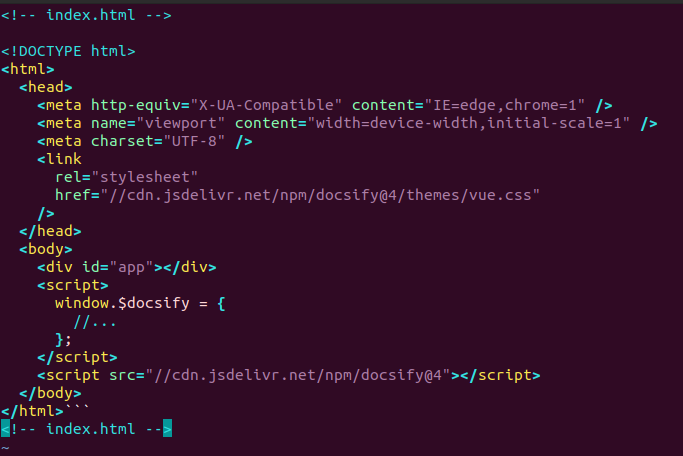 <!-- index.html -->

<!DOCTYPE html>
<html>
  <head>
    <meta http-equiv="X-UA-Compatible" content="IE=edge,chrome=1" />
    <meta name="viewport" content="width=device-width,initial-scale=1" />
    <meta charset="UTF-8" />
    <link
      rel="stylesheet"
      href="//cdn.jsdelivr.net/npm/docsify@4/themes/vue.css"
    />
  </head>
  <body>
    <div id="app"></div>
    <script>
      window.$docsify = {
        //...
      };
    </script>
    <script src="//cdn.jsdelivr.net/npm/docsify@4"></script>
  </body>
</html>```
<!-- index.html -->
~